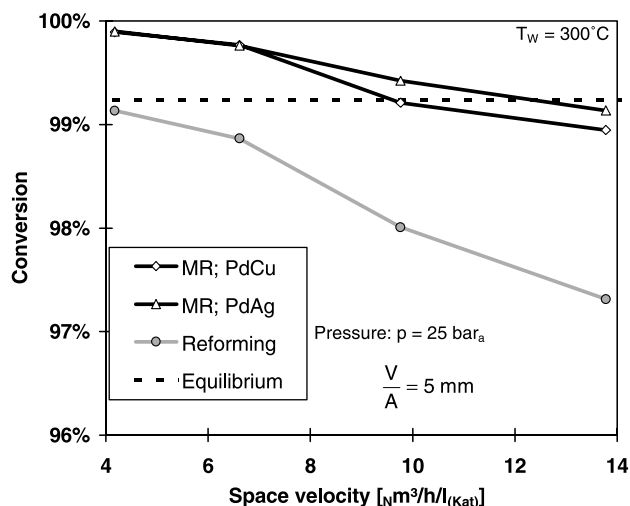 100%
99%
98%
97%
96%
Conversion
T_W = 300°C
MR; PdCu
MR; PdAg
Reforming
Equilibrium
Pressure: p = 25 bar_a
V
A
= 5 mm
4
6
8
10
12
14
Space velocity [_Nm³/h/l_(Kat)]